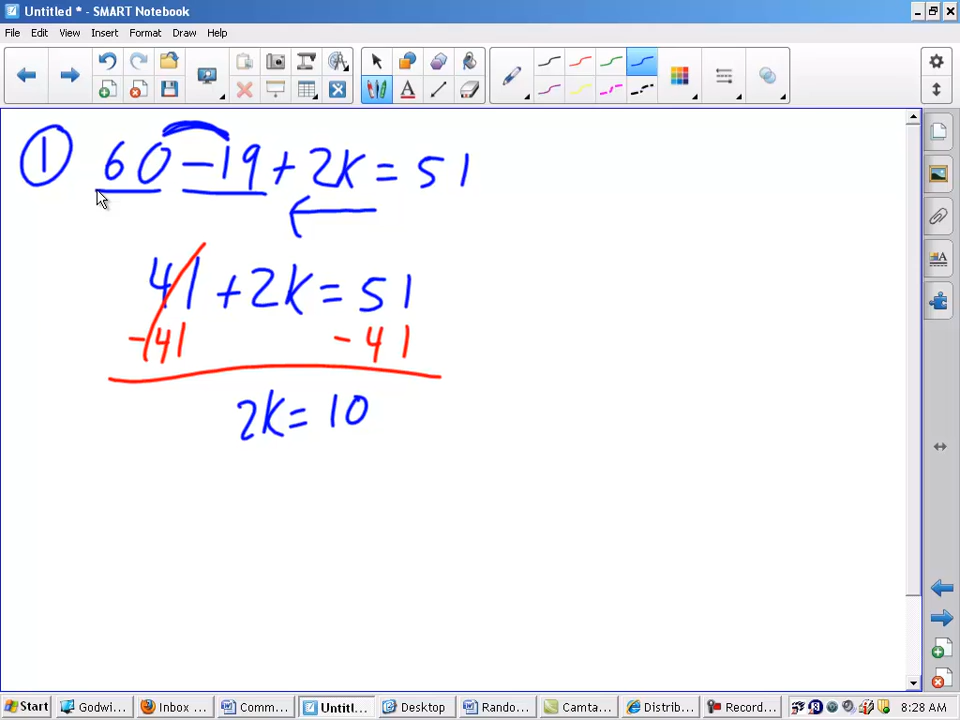 Untitled * - SMART Notebook
File Edit View Insert Format Draw Help
① 60 - 19 + 2K = 51
41 + 2K = 51
-41 -41
2K = 10
Start Godwi... Inbox ... Comm... Untitl... Desktop Rando... Camta... Distrib... Record... 8:28 AM